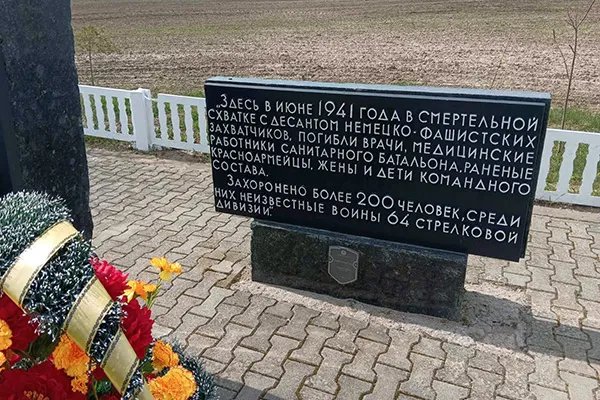 „Здесь в июне 1941 года в смертельной
схватке с десантом немецко-фашистских
захватчиков, погибли врачи, медицинские
работники санитарного батальона, раненые
красноармейцы, жены и дети командного
состава.
Захоронено более 200 человек, среди
них неизвестные воины 64 стрелковой
дивизии.